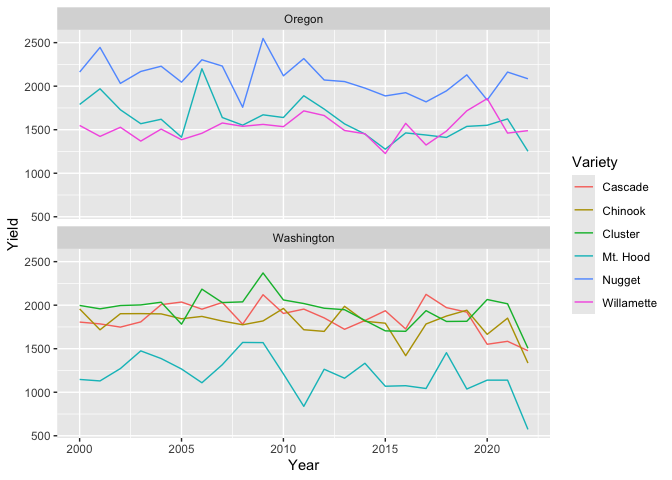 Oregon
2500
2000
1500
1000
500
Washington
2500
2000
1500
1000
500
2000
2005
2010
2015
2020
Year
Yield
Variety
Cascade
Chinook
Cluster
Mt. Hood
Nugget
Willamette